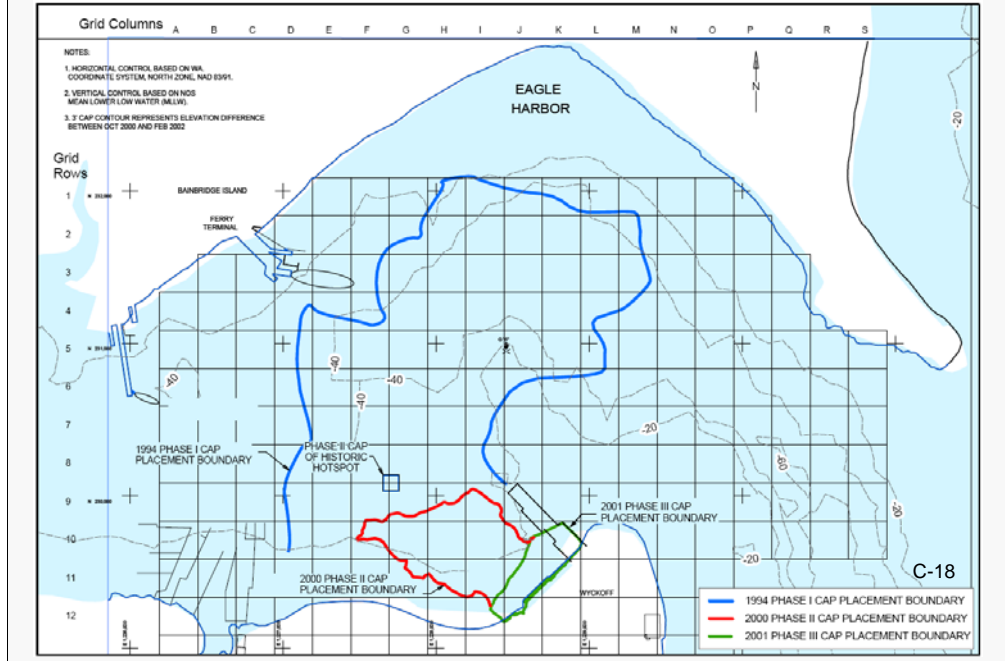 Grid Columns
A B C D E F G H I J K L M N O P Q R S
NOTES:
1. HORIZONTAL CONTROL BASED ON WA.
COORDINATE SYSTEM, NORTH ZONE, NAD 83/91.
2. VERTICAL CONTROL BASED ON NOS
MEAN LOWER LOW WATER (MLLW).
3. 3' CAP CONTOUR REPRESENTS ELEVATION DIFFERENCE
BETWEEN OCT 2000 AND FEB 2002
EAGLE
HARBOR
N
-20
Grid
Rows
1
BAINBRIDGE ISLAND
FERRY
TERMINAL
2
3
4
5
6
-40
-40
-40
-40
7
-20
8
-60
1994 PHASE I CAP
PLACEMENT BOUNDARY
PHASE II CAP
OF HISTORIC
HOTSPOT
9
-20
2001 PHASE III CAP
PLACEMENT BOUNDARY
10
-20
11
2000 PHASE II CAP
PLACEMENT BOUNDARY
WYCKOFF
12
C-18
1994 PHASE I CAP PLACEMENT BOUNDARY
2000 PHASE II CAP PLACEMENT BOUNDARY
2001 PHASE III CAP PLACEMENT BOUNDARY